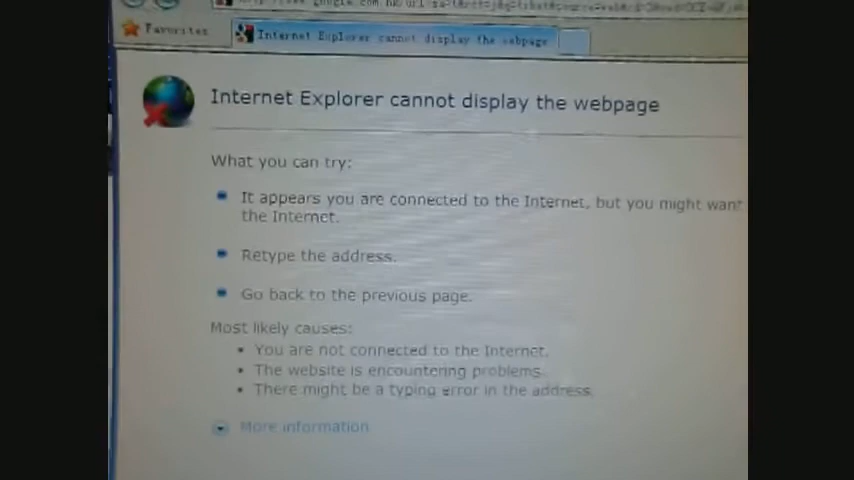 Favorites
Internet Explorer cannot display the webpage
Internet Explorer cannot display the webpage
What you can try:
It appears you are connected to the Internet, but you might want
the Internet.
Retype the address.
Go back to the previous page.
Most likely causes:
• You are not connected to the Internet.
• The website is encountering problems.
• There might be a typing error in the address.
More information